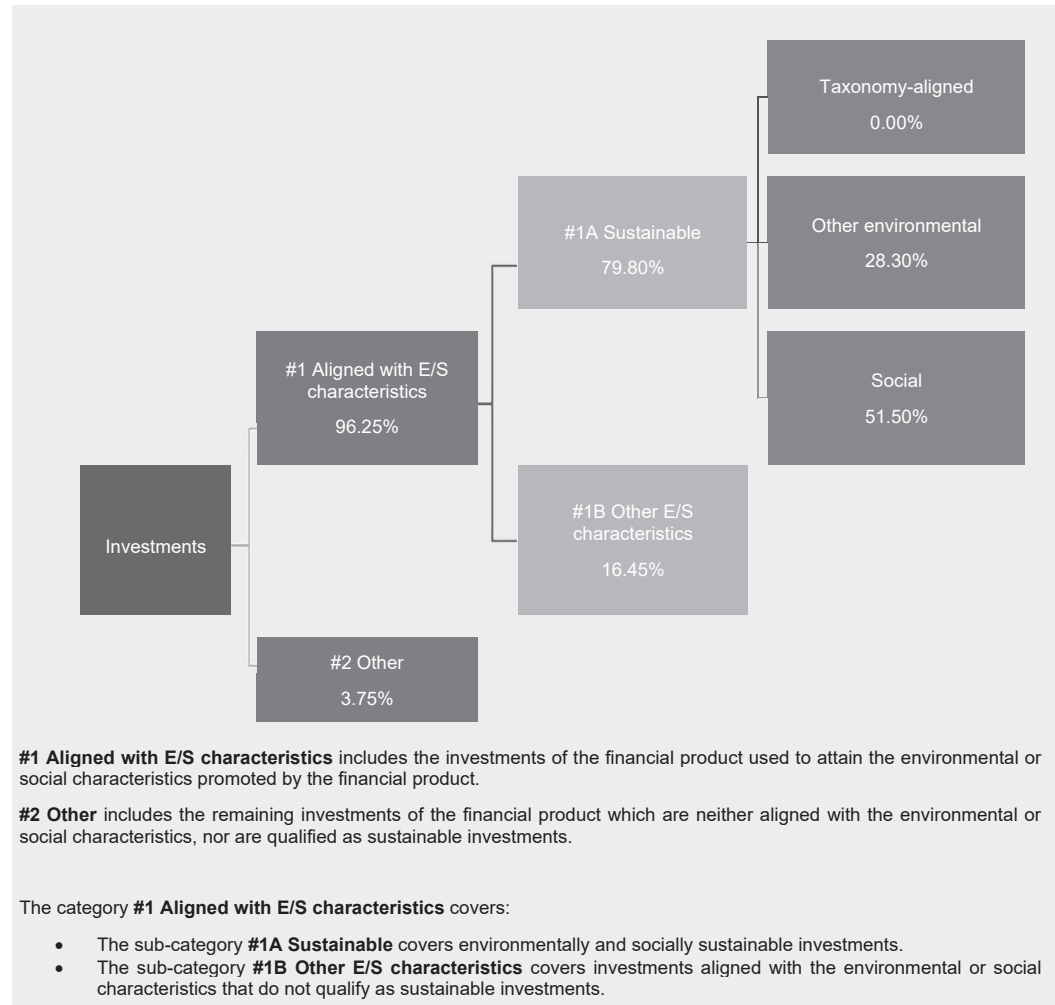 Taxonomy-aligned
0.00%
#1A Sustainable
79.80%
Other environmental
28.30%
#1 Aligned with E/S
characteristics
96.25%
Social
51.50%
Investments
#1B Other E/S
characteristics
16.45%
#2 Other
3.75%
#1 Aligned with E/S characteristics includes the investments of the financial product used to attain the environmental or
social characteristics promoted by the financial product.
#2 Other includes the remaining investments of the financial product which are neither aligned with the environmental or
social characteristics, nor are qualified as sustainable investments.
The category #1 Aligned with E/S characteristics covers:
• The sub-category #1A Sustainable covers environmentally and socially sustainable investments.
• The sub-category #1B Other E/S characteristics covers investments aligned with the environmental or social
characteristics that do not qualify as sustainable investments.